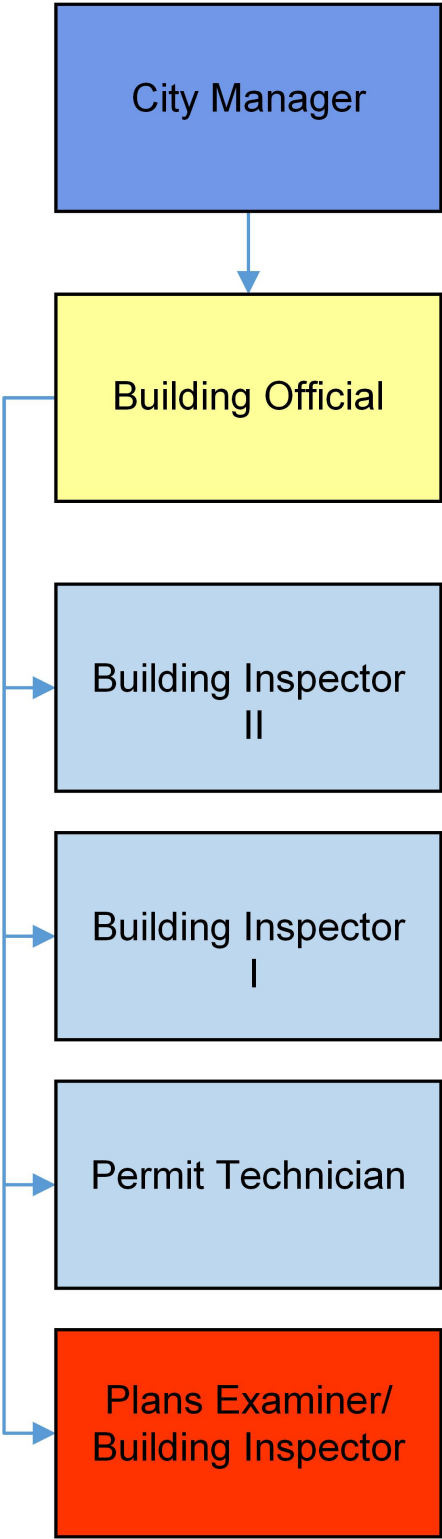 City Manager
Building Official
Building Inspector
II
Building Inspector
I
Permit Technician
Plans Examiner/
Building Inspector